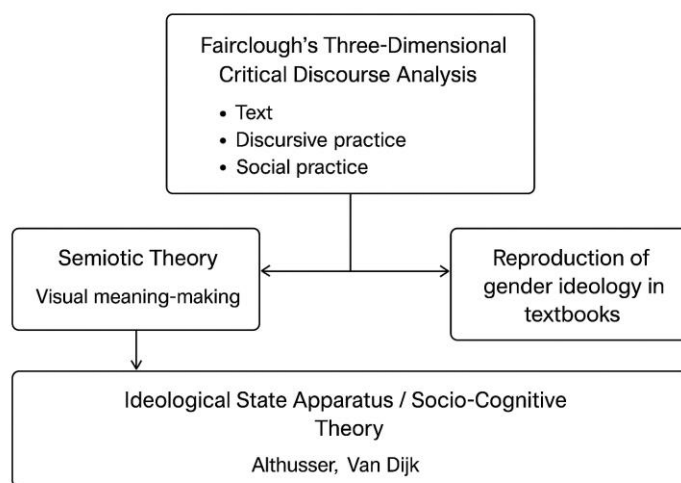 Fairclough's Three-Dimensional
Critical Discourse Analysis
• Text
• Discursive practice
• Social practice
Semiotic Theory
Visual meaning-making
Reproduction of
gender ideology in
textbooks
Ideological State Apparatus / Socio-Cognitive
Theory
Althusser, Van Dijk